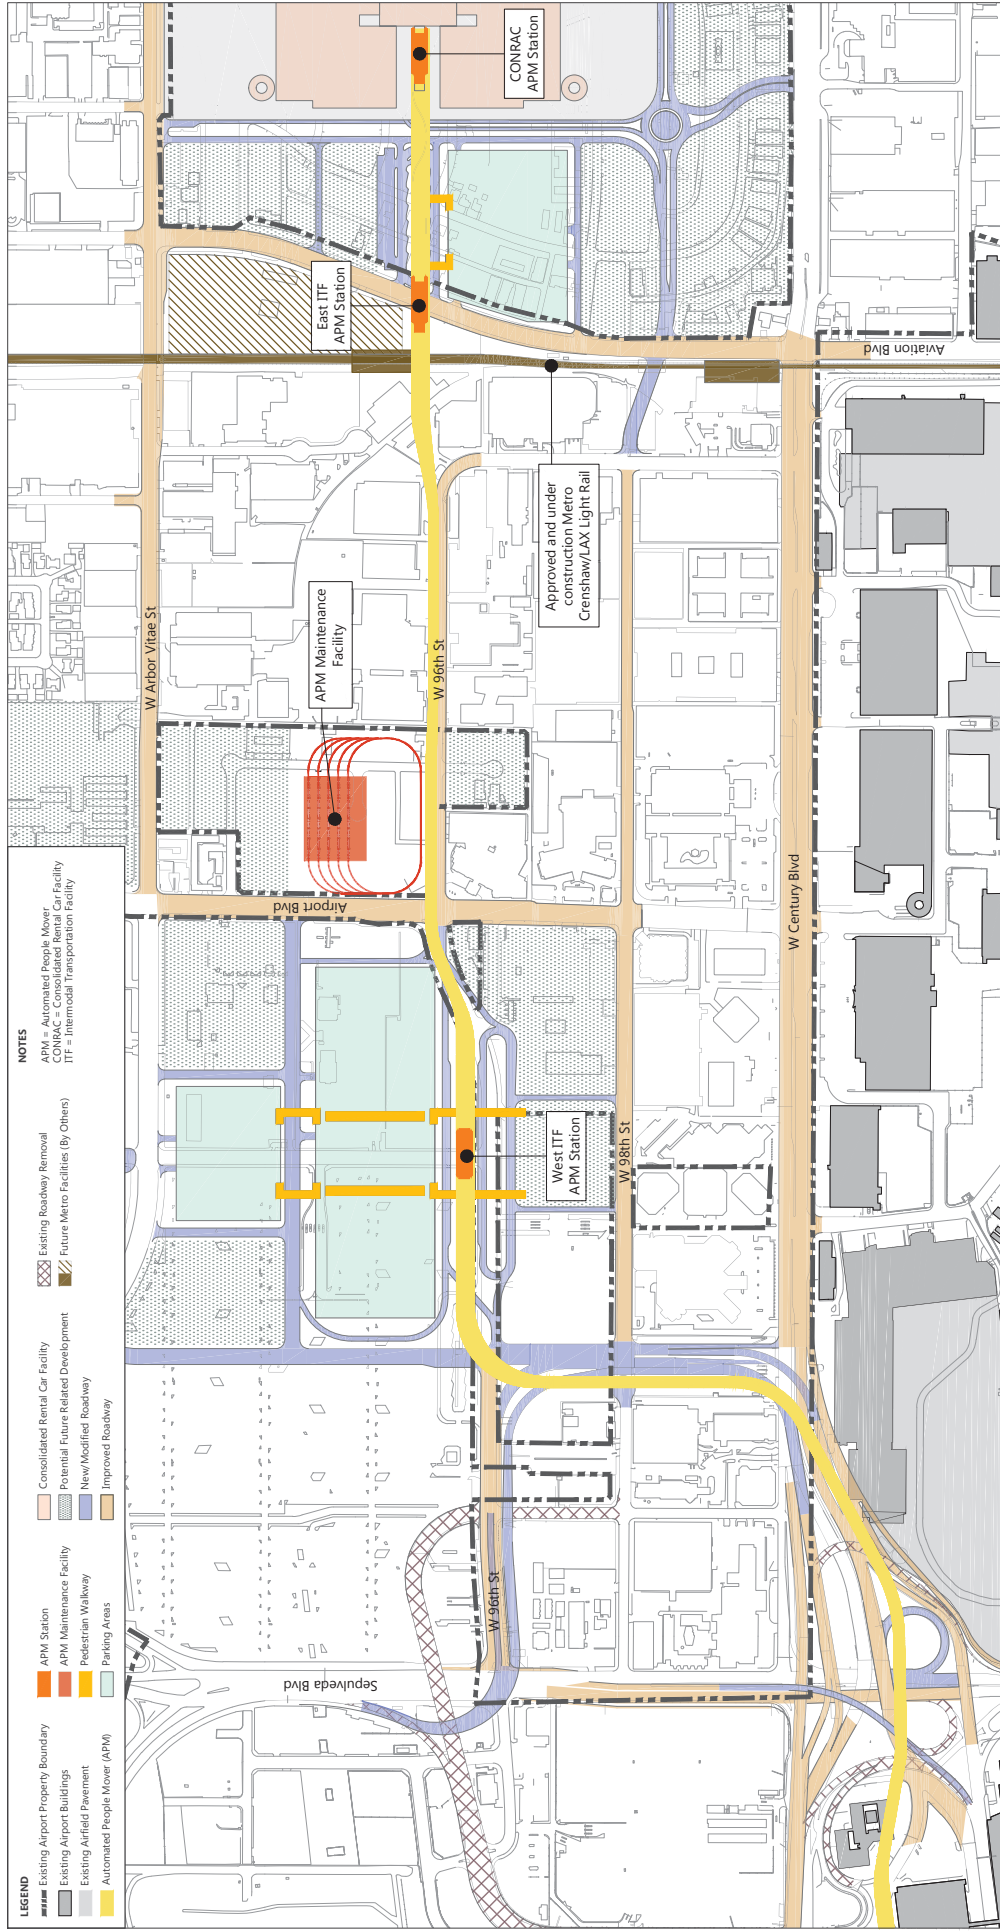 LEGEND
Existing Airport Property Boundary
Existing Airport Buildings
Existing Airfield Pavement
Automated People Mover (APM)
APM Station
APM Maintenance Facility
Pedestrian Walkway
Parking Areas
Consolidated Rental Car Facility
Potential Future Related Development
New/Modified Roadway
Improved Roadway
Existing Roadway Removal
Future Metro Facilities (By Others)
NOTES
APM = Automated People Mover
CONRAC = Consolidated Rental Car Facility
ITF = Intermodal Transportation Facility
W Arbor Vitae St
Sepulveda Blvd
Airport Blvd
APM Maintenance
Facility
East ITF
APM Station
W 96th St
W 96th St
CONRAC
APM Station
West ITF
APM Station
Approved and under
construction Metro
Crenshaw/LAX Light Rail
W 98th St
W Century Blvd
Aviation Blvd